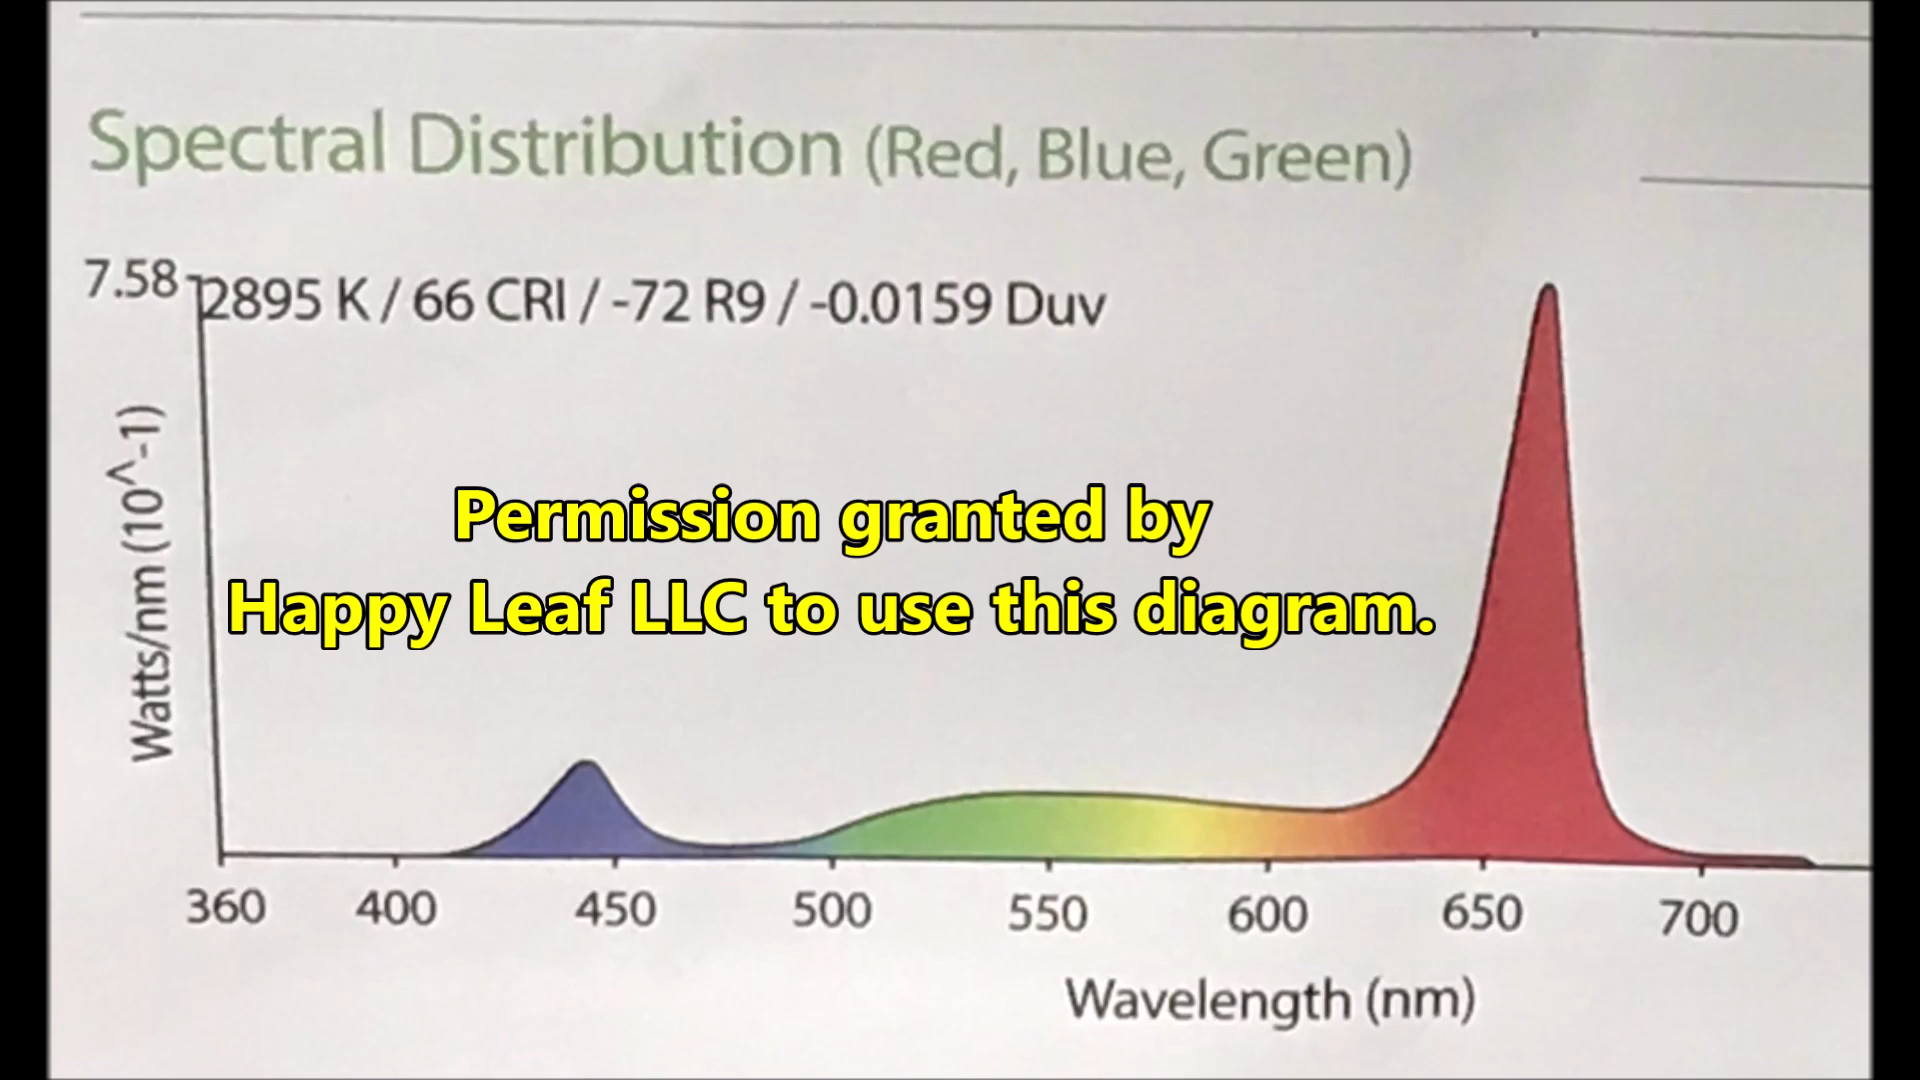 Spectral Distribution (Red, Blue, Green)
7.58
2895 K / 66 CRI / -72 R9 / -0.0159 Duv
Watts/nm (10^-1)
Permission granted by
Happy Leaf LLC to use this diagram.
360 400 450 500 550 600 650 700
Wavelength (nm)